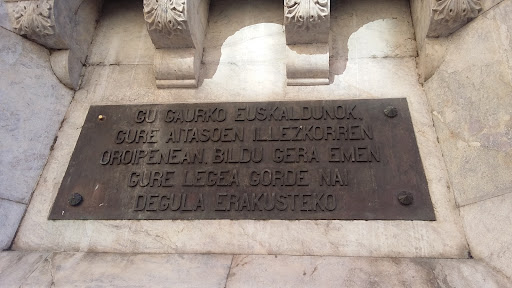 GU GAURKO EUSKALDUNOK,
GURE AITASOEN ILLEZKORREN
OROIPENEAN, BILDU GERA EMEN
GURE LEGEA GORDE NAI
DEGULA ERAKUSTEKO